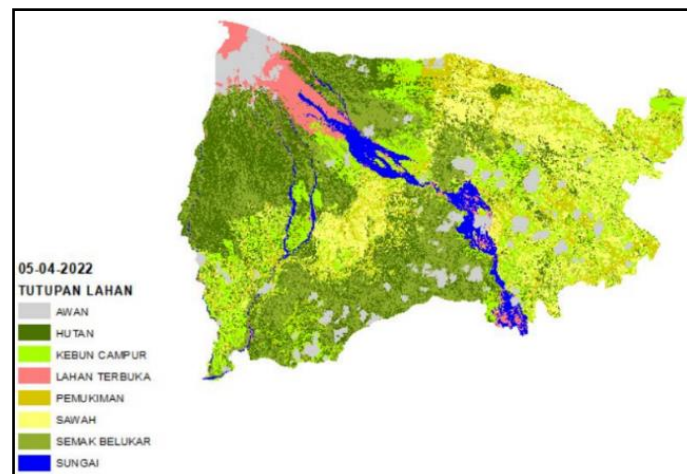 05-04-2022
TUTUPAN LAHAN
AWAN
HUTAN
KEBUN CAMPUR
LAHAN TERBUKA
PEMUKIMAN
SAWAH
SEMAK BELUKAR
SUNGAI